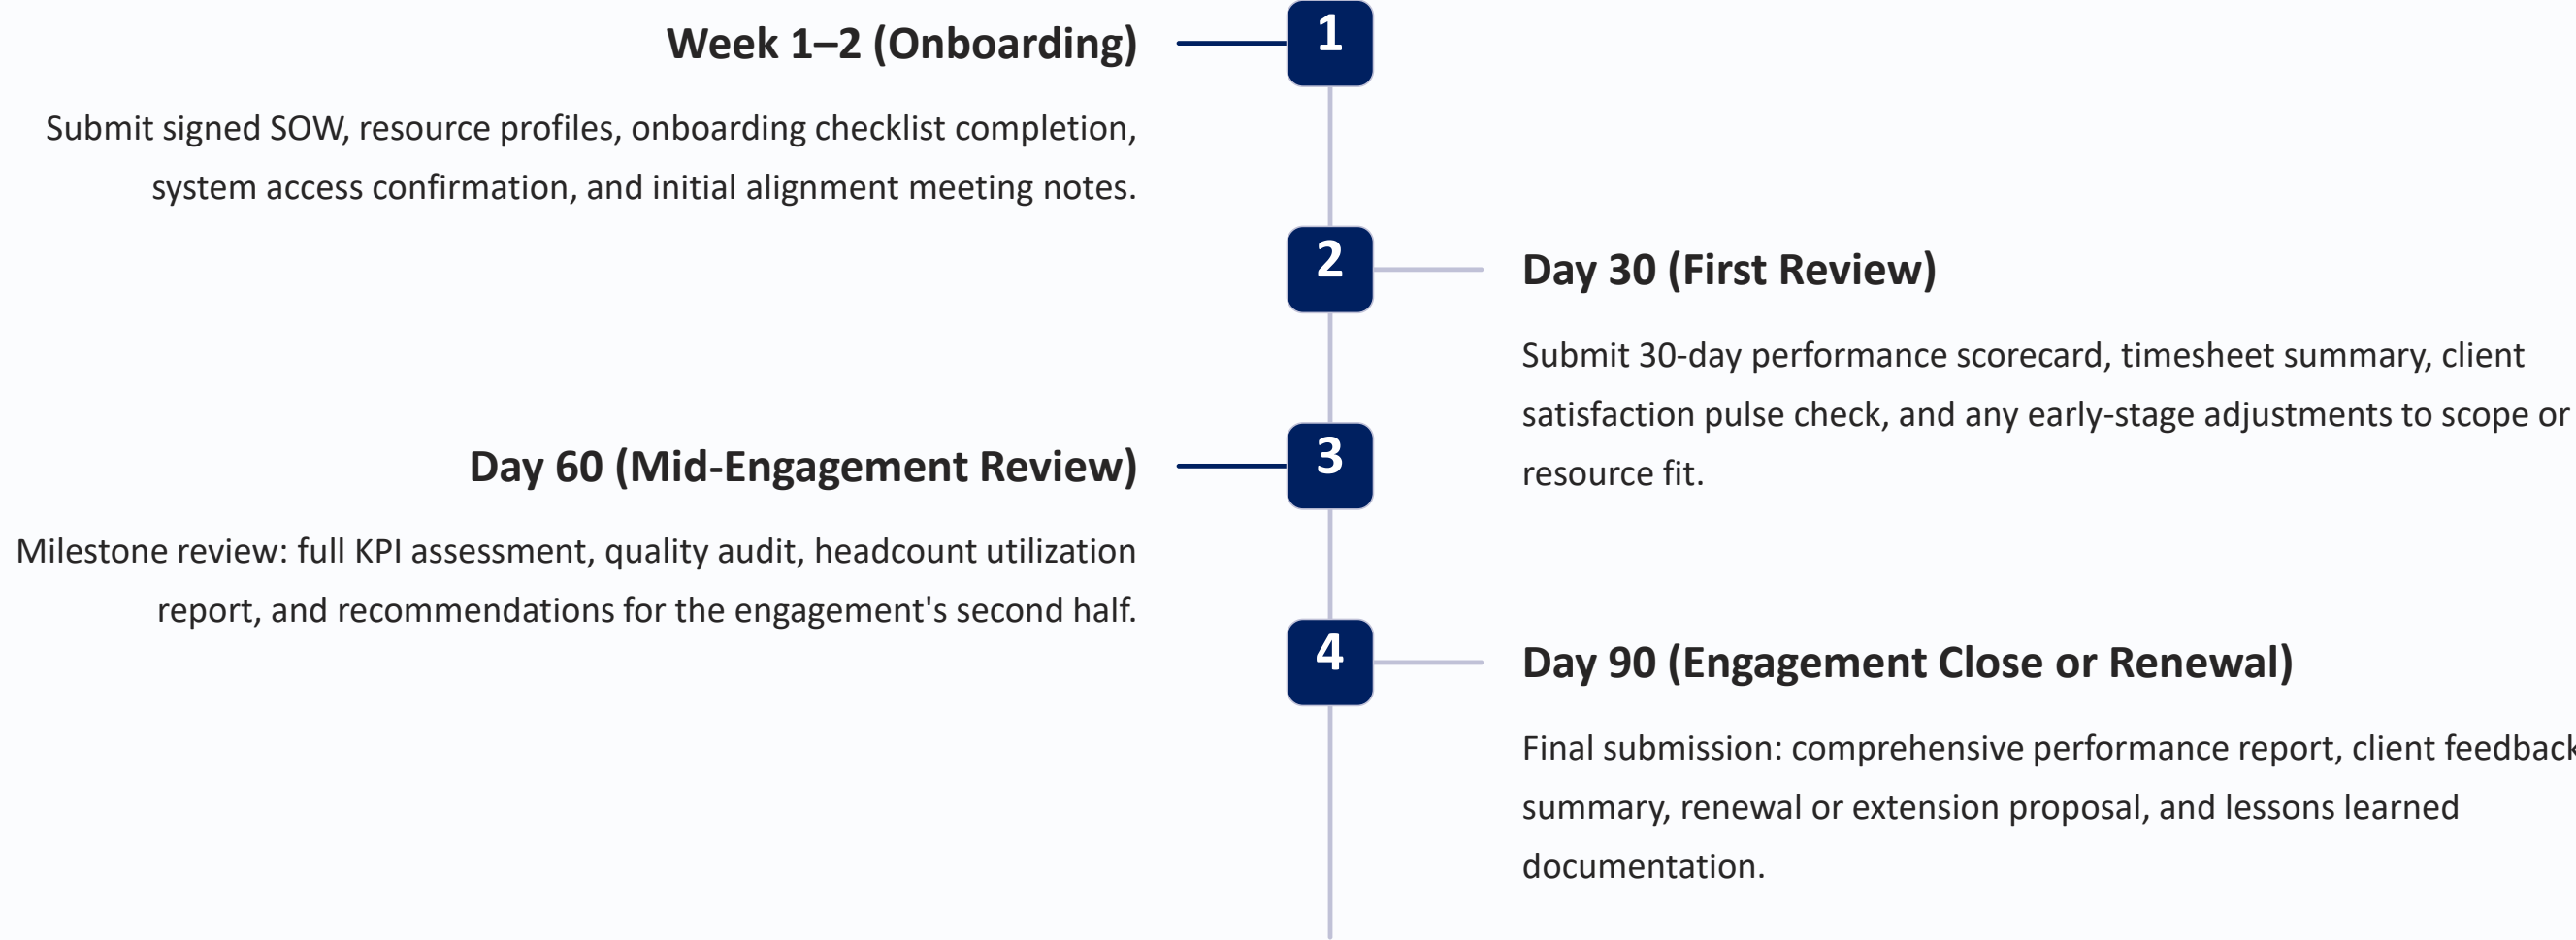 1
Week 1–2 (Onboarding)
Submit signed SOW, resource profiles, onboarding checklist completion,
system access confirmation, and initial alignment meeting notes.
2
Day 30 (First Review)
Submit 30-day performance scorecard, timesheet summary, client
satisfaction pulse check, and any early-stage adjustments to scope or
resource fit.
3
Day 60 (Mid-Engagement Review)
Milestone review: full KPI assessment, quality audit, headcount utilization
report, and recommendations for the engagement's second half.
4
Day 90 (Engagement Close or Renewal)
Final submission: comprehensive performance report, client feedback
summary, renewal or extension proposal, and lessons learned
documentation.